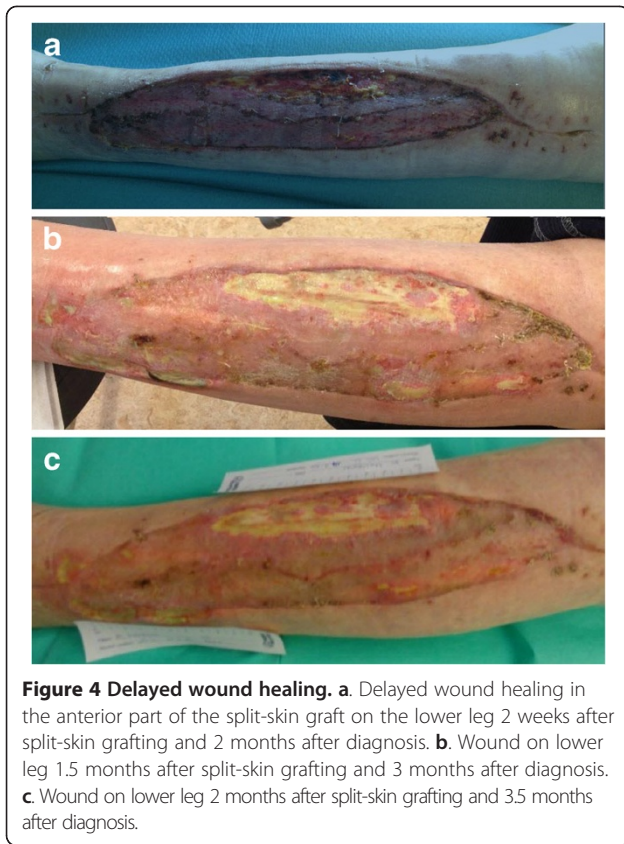 a
b
c
Figure 4 Delayed wound healing. a. Delayed wound healing in
the anterior part of the split-skin graft on the lower leg 2 weeks after
split-skin grafting and 2 months after diagnosis. b. Wound on lower
leg 1.5 months after split-skin grafting and 3 months after diagnosis.
c. Wound on lower leg 2 months after split-skin grafting and 3.5 months
after diagnosis.